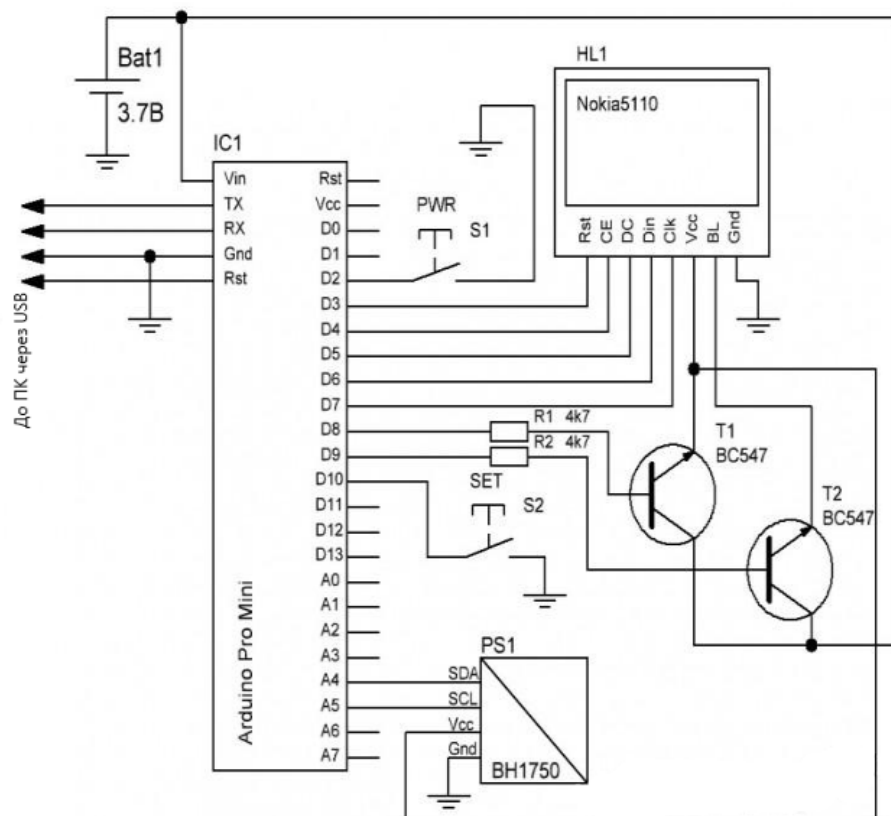 Bat1
3.7В
HL1
Nokia5110
Rst
CE
DC
Din
Clk
Vcc
BL
Gnd
IC1
Vin
TX
RX
Gnd
Rst
До ПК через USB
Arduino Pro Mini
Rst
Vcc
D0
D1
D2
D3
D4
D5
D6
D7
D8
D9
D10
D11
D12
D13
A0
A1
A2
A3
A4
A5
A6
A7
PWR
S1
R1 4k7
R2 4k7
T1
BC547
T2
BC547
SET
S2
PS1
SDA
SCL
Vcc
Gnd
BH1750